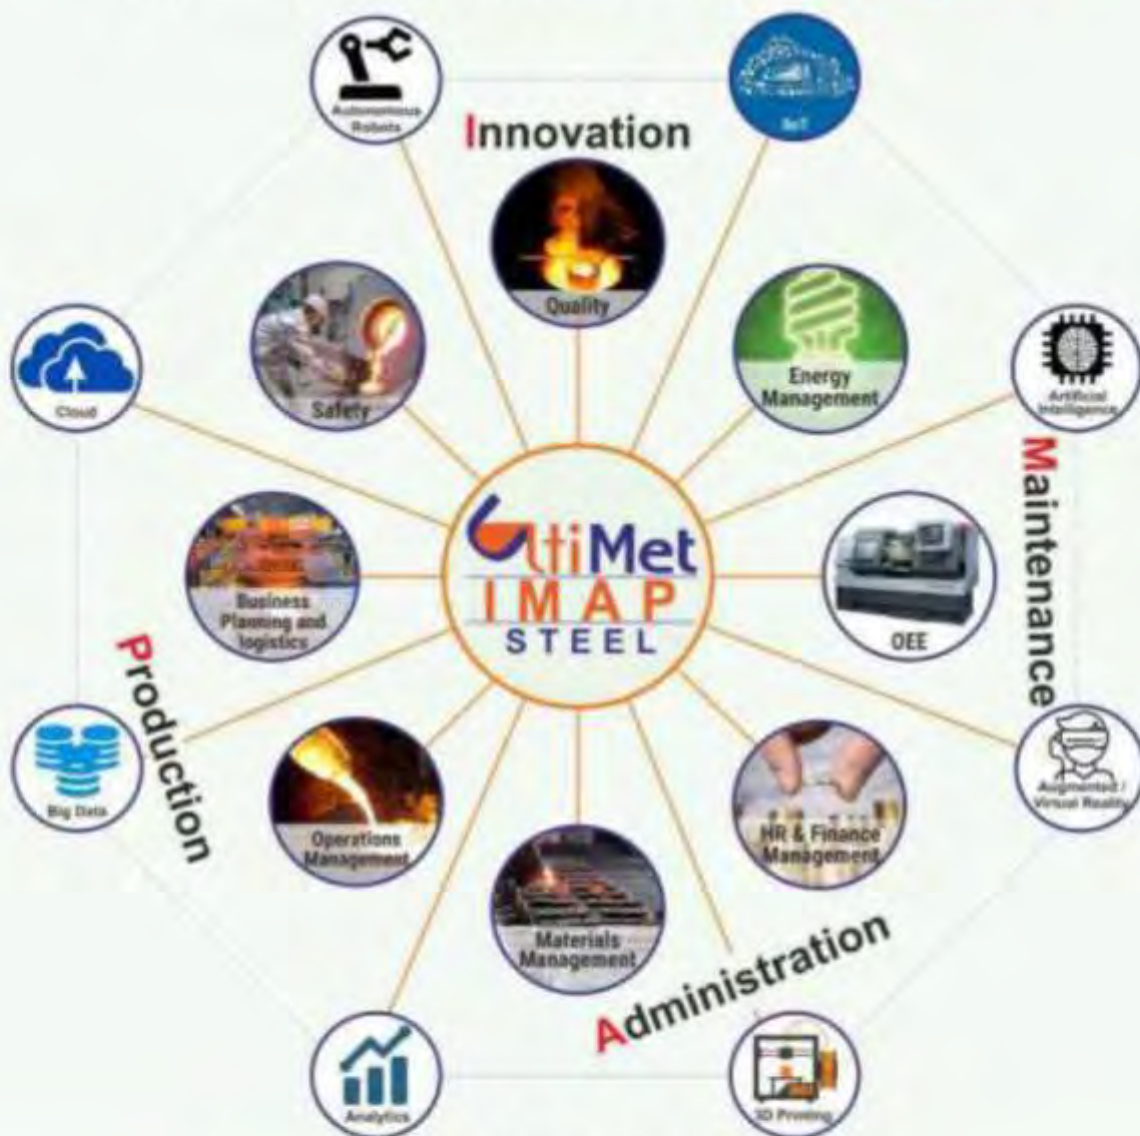 Autonomous
Robots
IIoT
Innovation
Quality
Energy
Management
Safety
Cloud
Artificial
Intelligence
Maintenance
UltiMet
IMAP
STEEL
Business
Planning and
logistics
OEE
Production
Big Data
Augmented /
Virtual Reality
Operations
Management
HR & Finance
Management
Materials
Management
Administration
Analytics
3D Printing